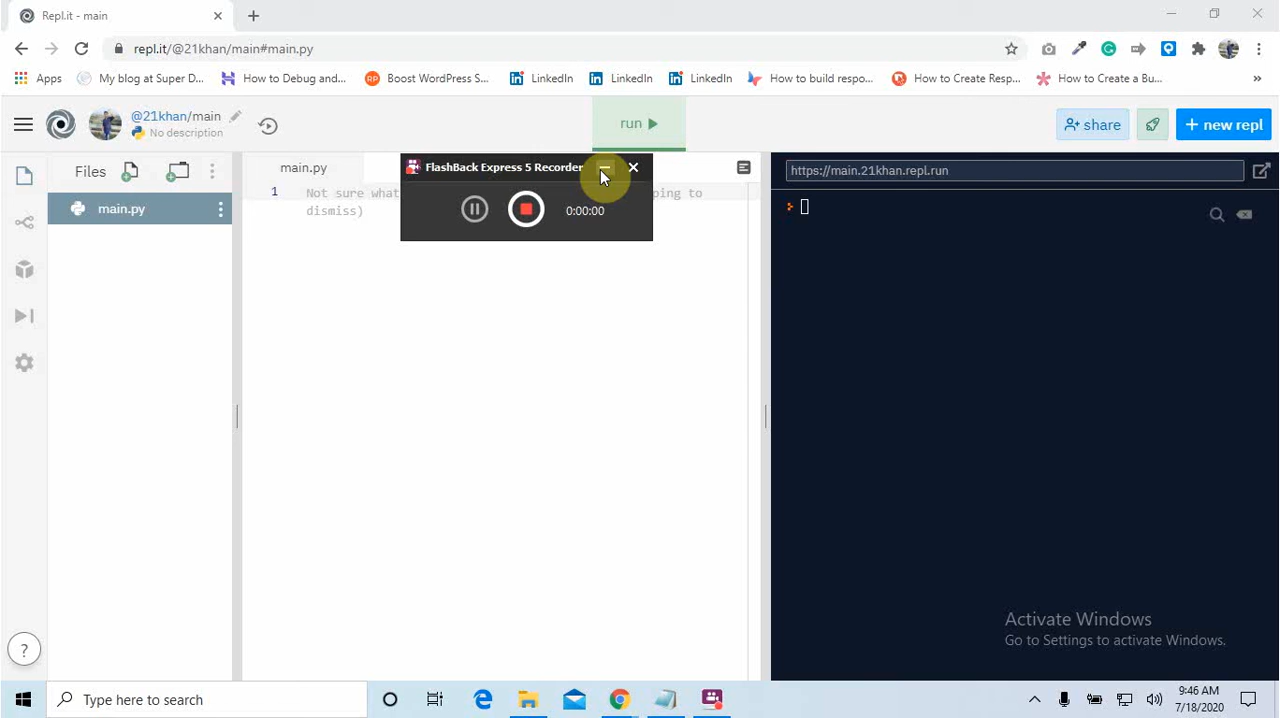 Repl.it - main
repl.it/@21khan/main#main.py
Apps
My blog at Super D...
How to Debug and...
Boost WordPress S...
LinkedIn
LinkedIn
LinkedIn
How to build respo...
How to Create Resp...
How to Create a Bu...
@21khan/main
No description
run
share
+ new repl
Files
main.py
main.py
FlashBack Express 5 Recorder
0:00:00
1 Not sure what ping to
dismiss)
https://main.21khan.repl.run
Activate Windows
Go to Settings to activate Windows.
?
Type here to search
9:46 AM
7/18/2020